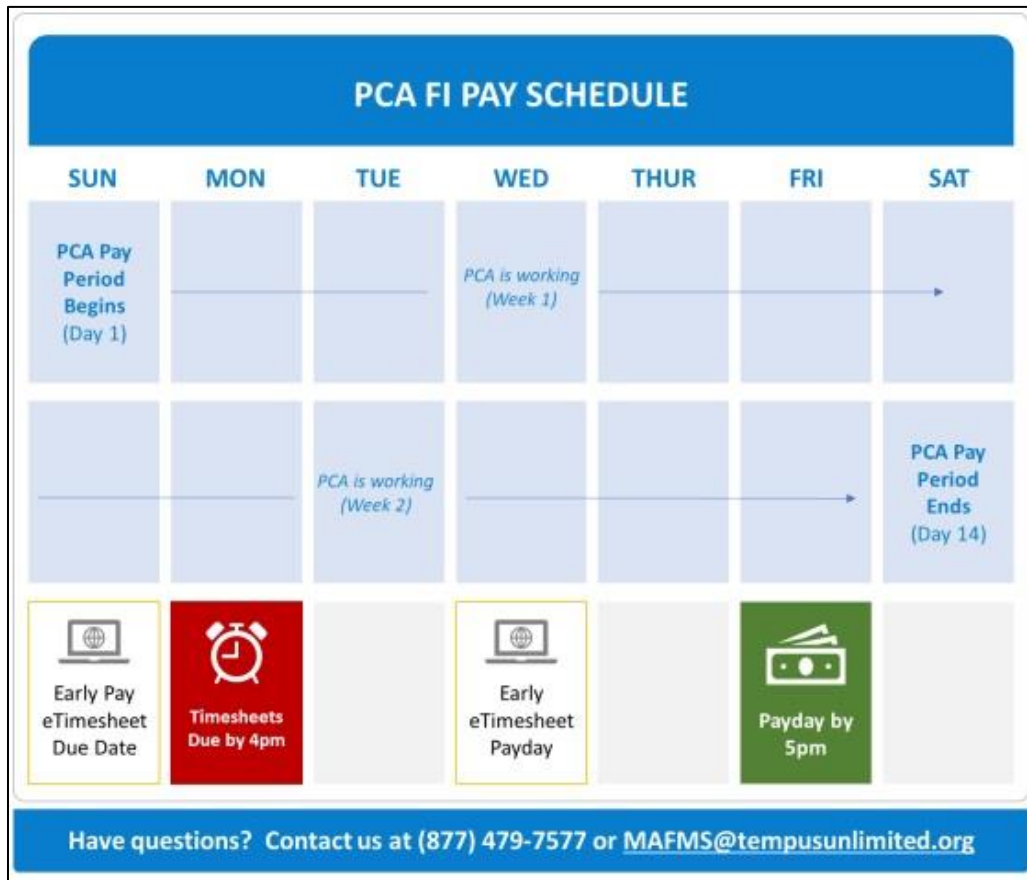 PCA FI PAY SCHEDULE
SUN MON TUE WED THUR FRI SAT
PCA Pay
Period
Begins
(Day 1)
PCA is working
(Week 1)
PCA is working
(Week 2)
PCA Pay
Period
Ends
(Day 14)
Early Pay
eTimesheet
Due Date
Timesheets
Due by 4pm
Early
eTimesheet
Payday
Payday by
5pm
Have questions? Contact us at (877) 479-7577 or MAFMS@tempusunlimited.org